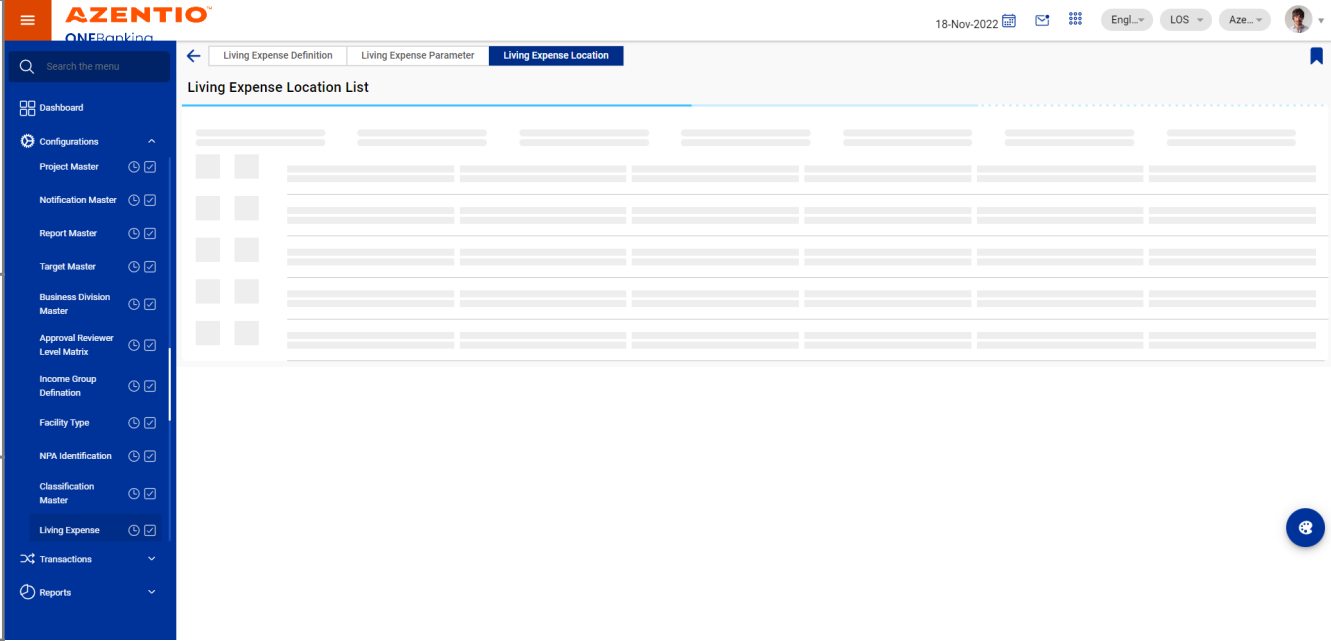 AZENTIO™
ONEBanking
18-Nov-2022
Engl...
LOS
Aze...
Search the menu
Living Expense Definition
Living Expense Parameter
Living Expense Location
Living Expense Location List
Dashboard
Configurations
Project Master
Notification Master
Report Master
Target Master
Business Division
Master
Approval Reviewer
Level Matrix
Income Group
Defination
Facility Type
NPA Identification
Classification
Master
Living Expense
Transactions
Reports